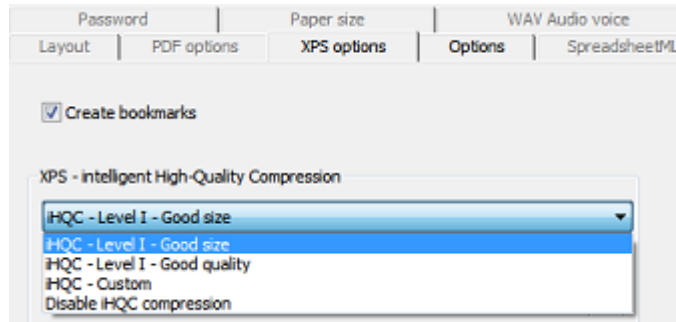 Password Paper size WAV Audio voice
Layout PDF options XPS options Options SpreadsheetML
Create bookmarks
XPS - intelligent High-Quality Compression
iHQC - Level I - Good size
iHQC - Level I - Good size
iHQC - Level I - Good quality
iHQC - Custom
Disable iHQC compression